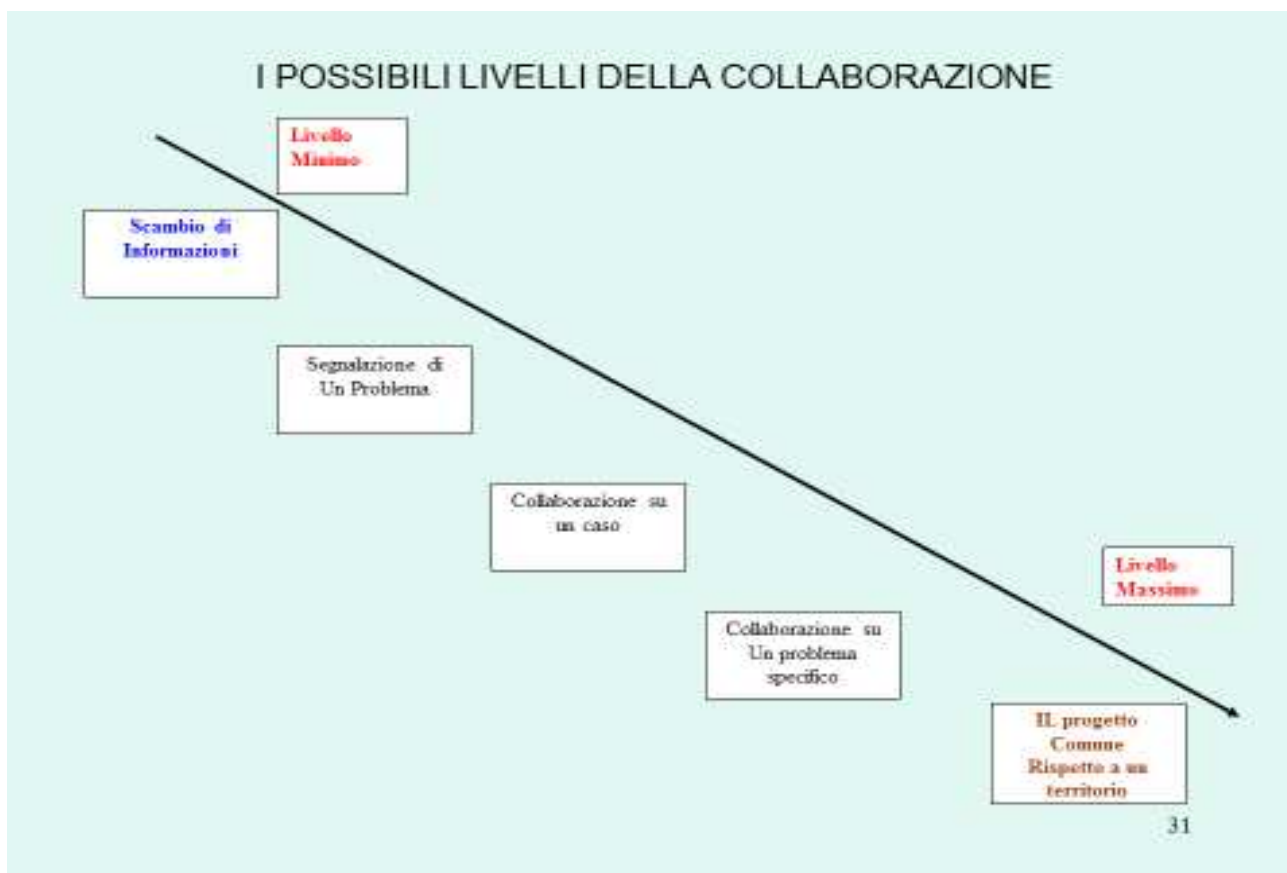 I POSSIBILI LIVELLI DELLA COLLABORAZIONE
Livello
Minimo
Scambio di
Informazioni
Segnalazione di
Un Problema
Collaborazione su
un caso
Livello
Massimo
Collaborazione su
Un problema
specifico
IL progetto
Comune
Rispetto a un
territorio
31